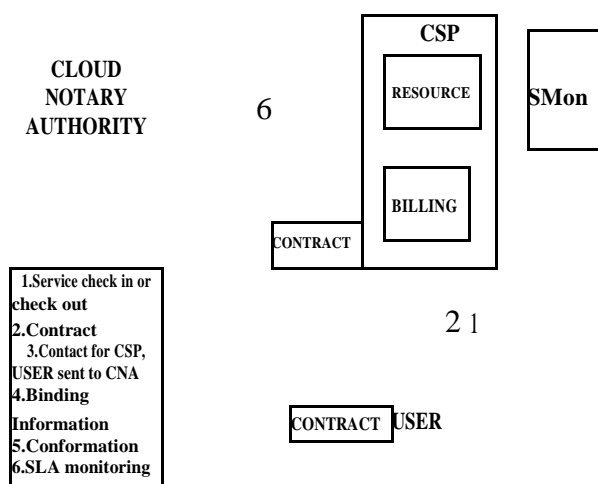 CSP
CLOUD
NOTARY
AUTHORITY
RESOURCE
SMon
6
BILLING
CONTRACT
1.Service check in or
check out
2.Contract
3.Contact for CSP,
USER sent to CNA
4.Binding
Information
5.Conformation
6.SLA monitoring
2 1
CONTRACT USER